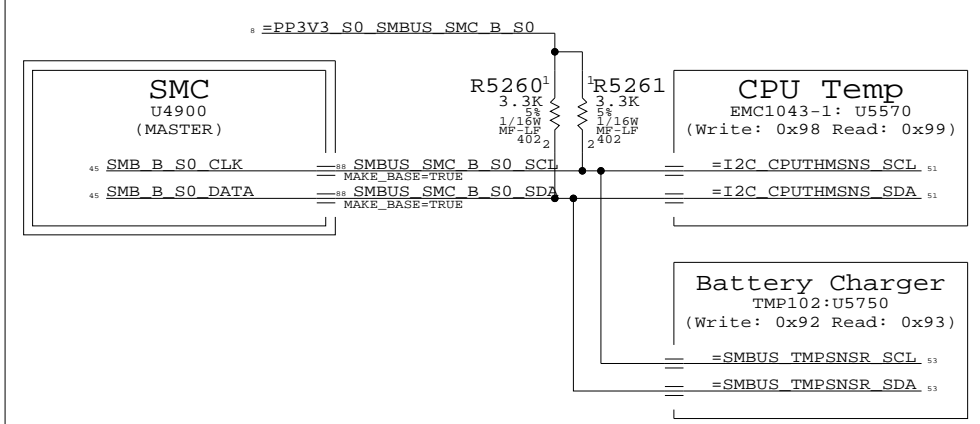 8 =PP3V3_S0_SMBUS_SMC_B_S0
SMC
U4900
(MASTER)
45 SMB_B_S0_CLK
45 SMB_B_S0_DATA
88 SMBUS_SMC_B_S0_SCL
MAKE_BASE=TRUE
88 SMBUS_SMC_B_S0_SDA
MAKE_BASE=TRUE
R5260 1
3.3K
5%
1/16W
MF-LF
402 2
1 R5261
3.3K
5%
1/16W
MF-LF
2 402
CPU Temp
EMC1043-1: U5570
(Write: 0x98 Read: 0x99)
=I2C_CPUTHMSNS_SCL 51
=I2C_CPUTHMSNS_SDA 51
Battery Charger
TMP102:U5750
(Write: 0x92 Read: 0x93)
=SMBUS_TMPSNSR_SCL 53
=SMBUS_TMPSNSR_SDA 53